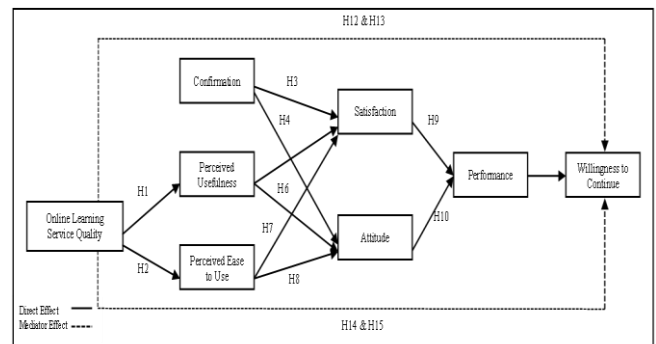 H12 & H13
Confirmation
H3
Satisfaction
H4
H9
Perceived
Usefulness
Performance
Willingness to
Continue
H1
H6
Online Learning
Service Quality
H7
H10
H2
Perceived Ease
to Use
Attitude
H8
Direct Effect
Mediator Effect
H14 & H15